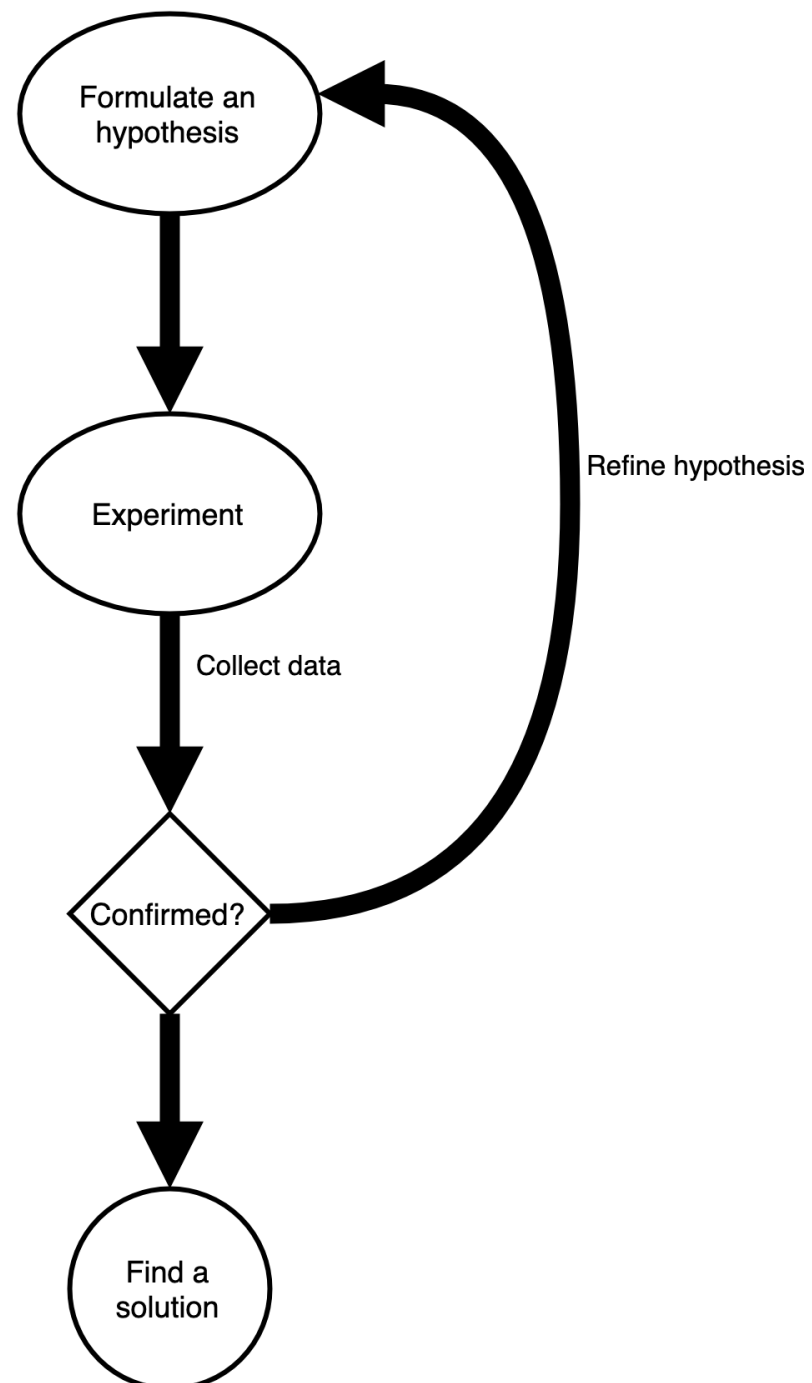 Formulate an
hypothesis
Refine hypothesis
Experiment
Collect data
Confirmed?
Find a
solution